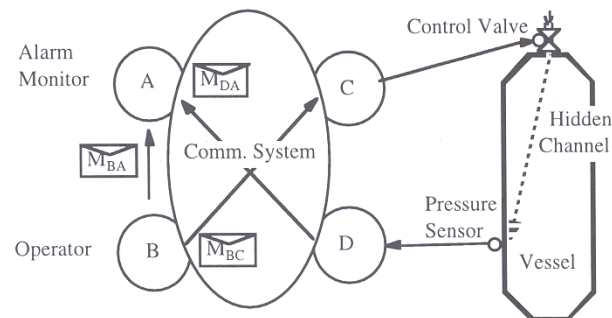 Control Valve
Alarm
Monitor
A
M_DA
C
Hidden
Channel
M_BA
Comm. System
Pressure
Sensor
Operator
B
M_BC
D
Vessel